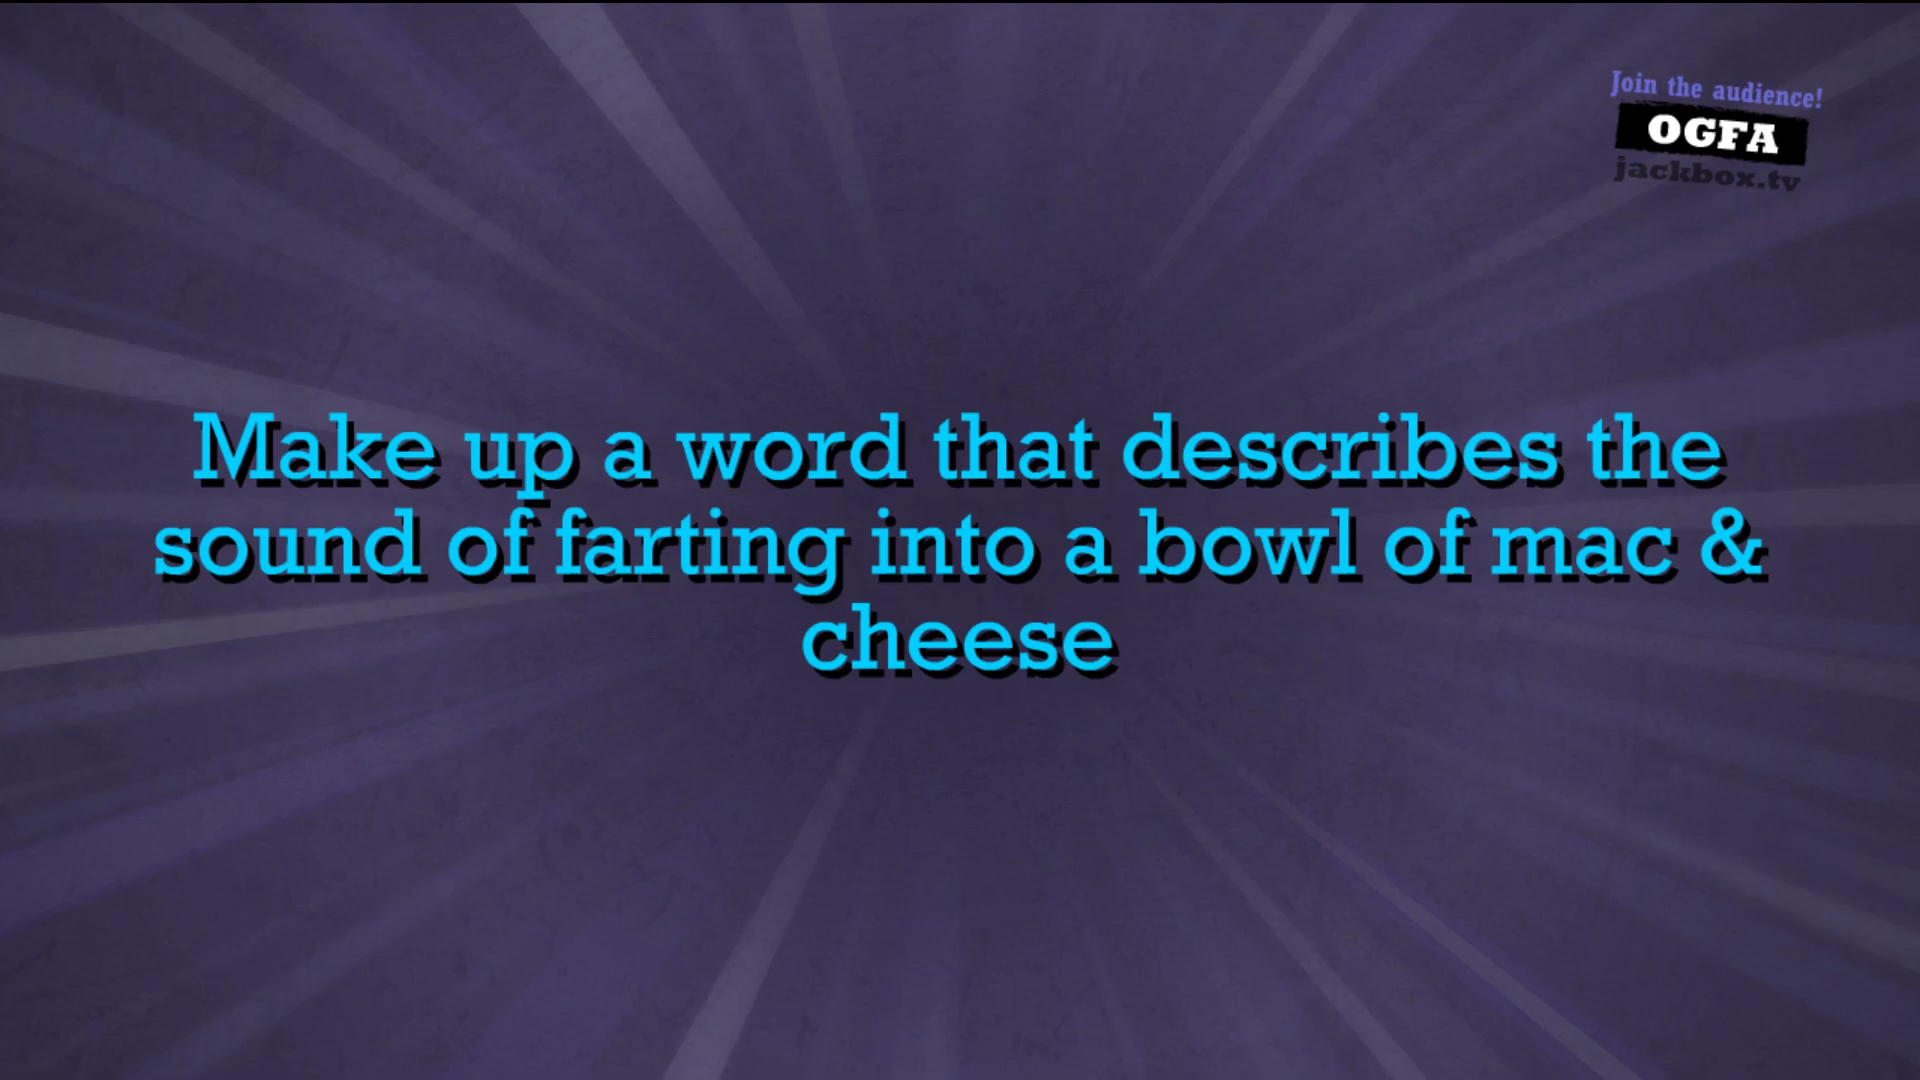 Join the audience!
OGFA
jackbox.tv
Make up a word that describes the
sound of farting into a bowl of mac &
cheese